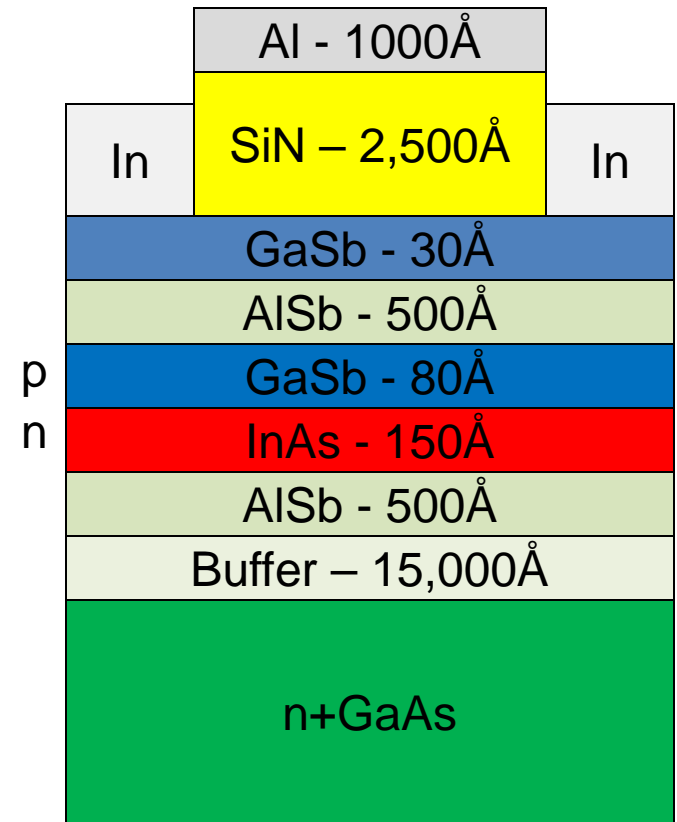 Al - 1000Å
In
SiN – 2,500Å
In
GaSb - 30Å
AlSb - 500Å
p
GaSb - 80Å
n
InAs - 150Å
AlSb - 500Å
Buffer – 15,000Å
n+GaAs